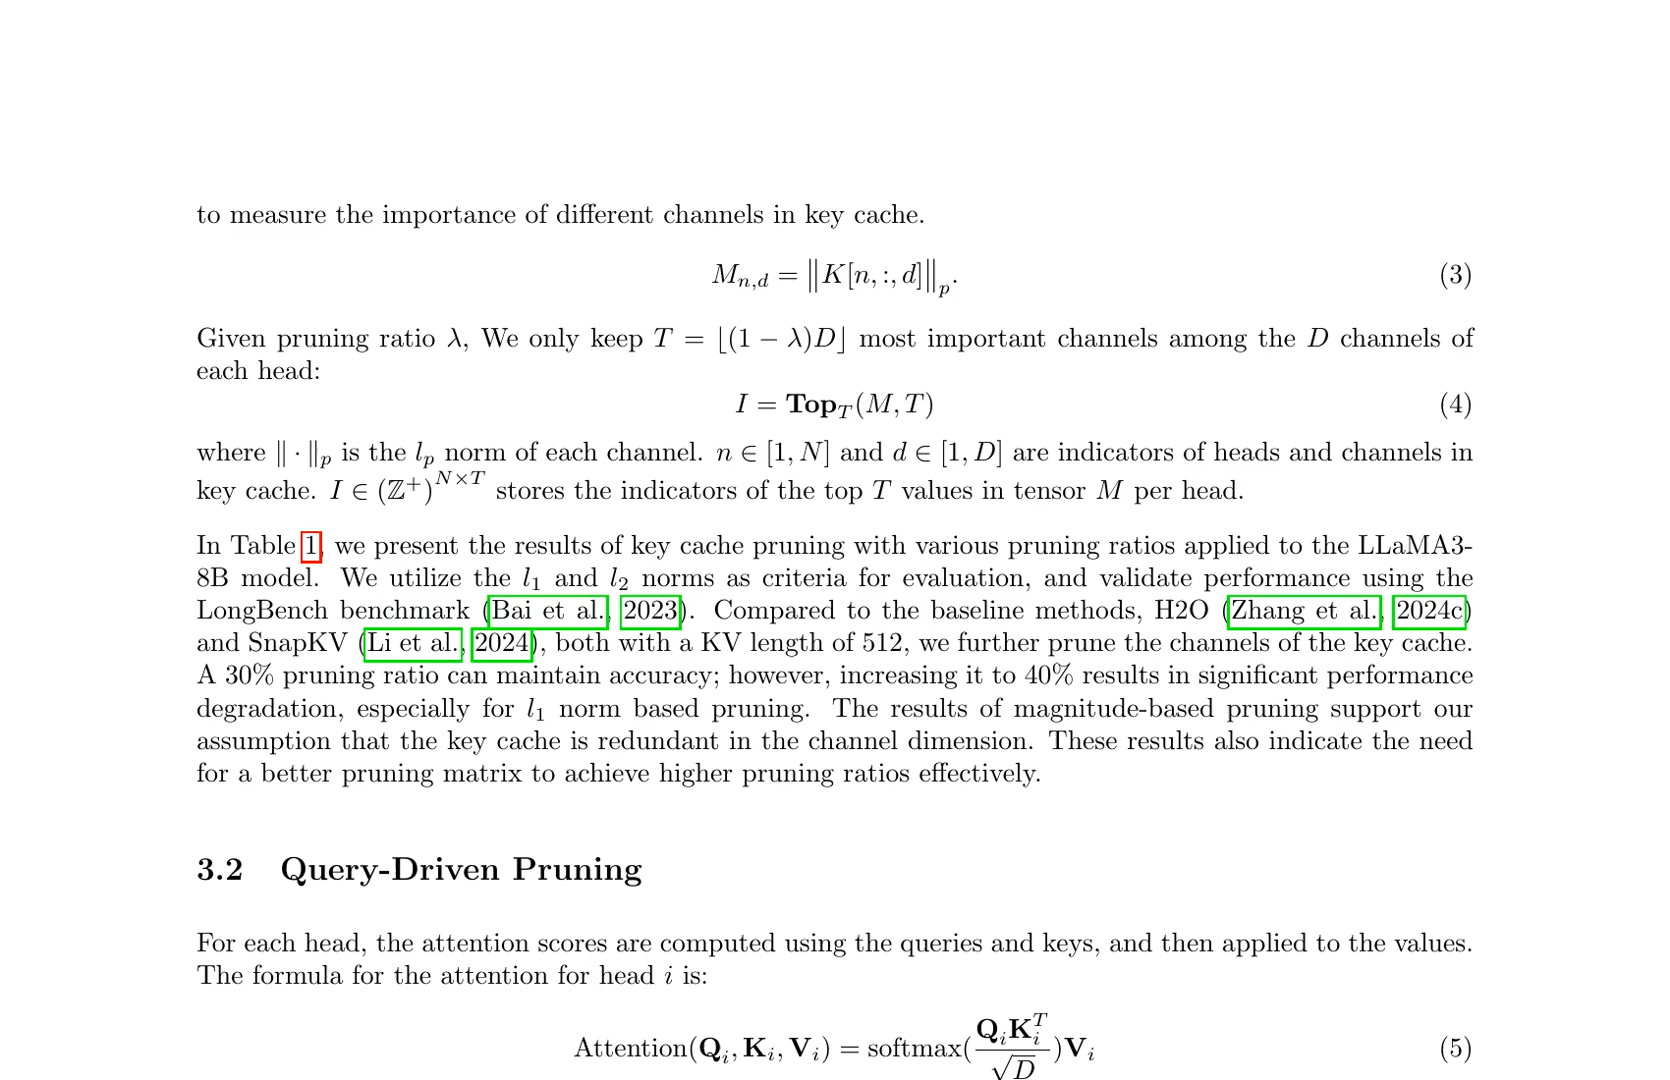 to measure the importance of different channels in key cache.
M_{n,d} = ‖K[n, :, d]‖_p. (3)
Given pruning ratio λ, We only keep T = ⌊(1 − λ)D⌋ most important channels among the D channels of
each head:
I = Top_T(M, T) (4)
where ‖ · ‖_p is the l_p norm of each channel. n ∈ [1, N] and d ∈ [1, D] are indicators of heads and channels in
key cache. I ∈ (ℤ⁺)^{N×T} stores the indicators of the top T values in tensor M per head.
In Table 1, we present the results of key cache pruning with various pruning ratios applied to the LLaMA3-
8B model. We utilize the l₁ and l₂ norms as criteria for evaluation, and validate performance using the
LongBench benchmark (Bai et al., 2023). Compared to the baseline methods, H2O (Zhang et al., 2024c)
and SnapKV (Li et al., 2024), both with a KV length of 512, we further prune the channels of the key cache.
A 30% pruning ratio can maintain accuracy; however, increasing it to 40% results in significant performance
degradation, especially for l₁ norm based pruning. The results of magnitude-based pruning support our
assumption that the key cache is redundant in the channel dimension. These results also indicate the need
for a better pruning matrix to achieve higher pruning ratios effectively.
3.2 Query-Driven Pruning
For each head, the attention scores are computed using the queries and keys, and then applied to the values.
The formula for the attention for head i is:
Attention(Q_i, K_i, V_i) = softmax(Q_i K_i^T / √D)V_i (5)